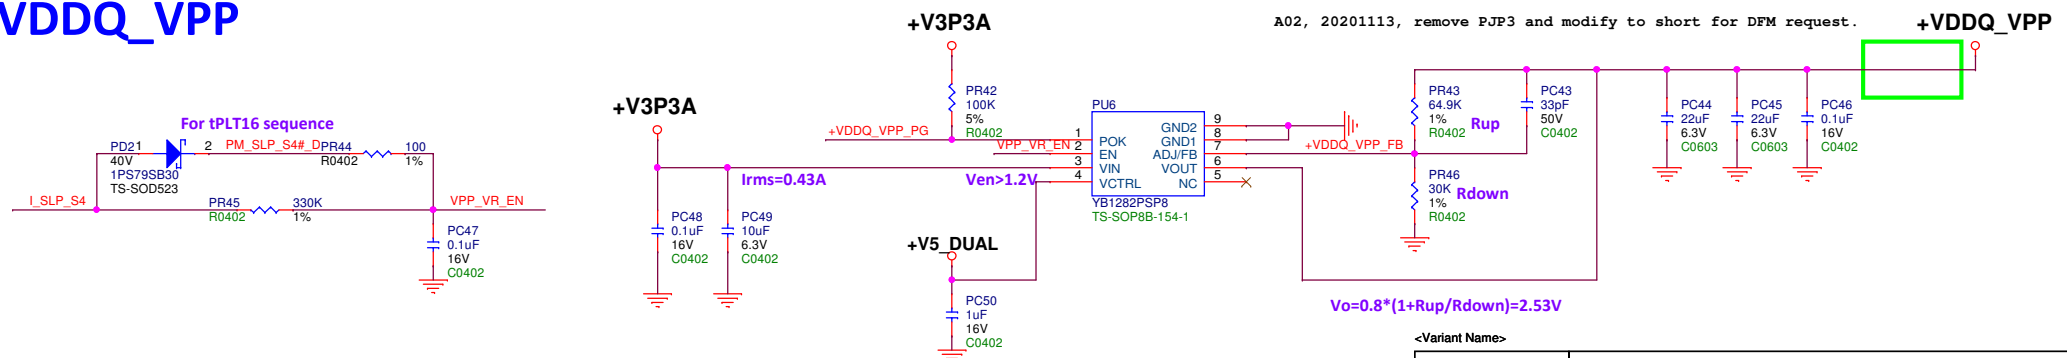 VDDQ_VPP
A02, 20201113, remove PJP3 and modify to short for DFM request.
+VDDQ_VPP
For tPLT16 sequence
PD21
40V
1PS79SB30
TS-SOD523
2
PM_SLP_S4#_D
PR44
R0402
100
1%
I_SLP_S4
PR45
R0402
330K
1%
VPP_VR_EN
PC47
0.1uF
16V
C0402
+V3P3A
PC48
0.1uF
16V
C0402
PC49
10uF
6.3V
C0402
Irms=0.43A
+V3P3A
PR42
100K
5%
R0402
+VDDQ_VPP_PG
VPP_VR_EN
Ven>1.2V
+V5_DUAL
PC50
1uF
16V
C0402
PU6
1
2
3
4
POK
EN
VIN
VCTRL
GND2
GND1
ADJ/FB
VOUT
NC
9
8
7
6
5
YB1282PSP8
TS-SOP8B-154-1
+VDDQ_VPP_FB
PR43
64.9K
1%
R0402
Rup
PC43
33pF
50V
C0402
PR46
30K
1%
R0402
Rdown
PC44
22uF
6.3V
C0603
PC45
22uF
6.3V
C0603
PC46
0.1uF
16V
C0402
Vo=0.8*(1+Rup/Rdown)=2.53V
<Variant Name>